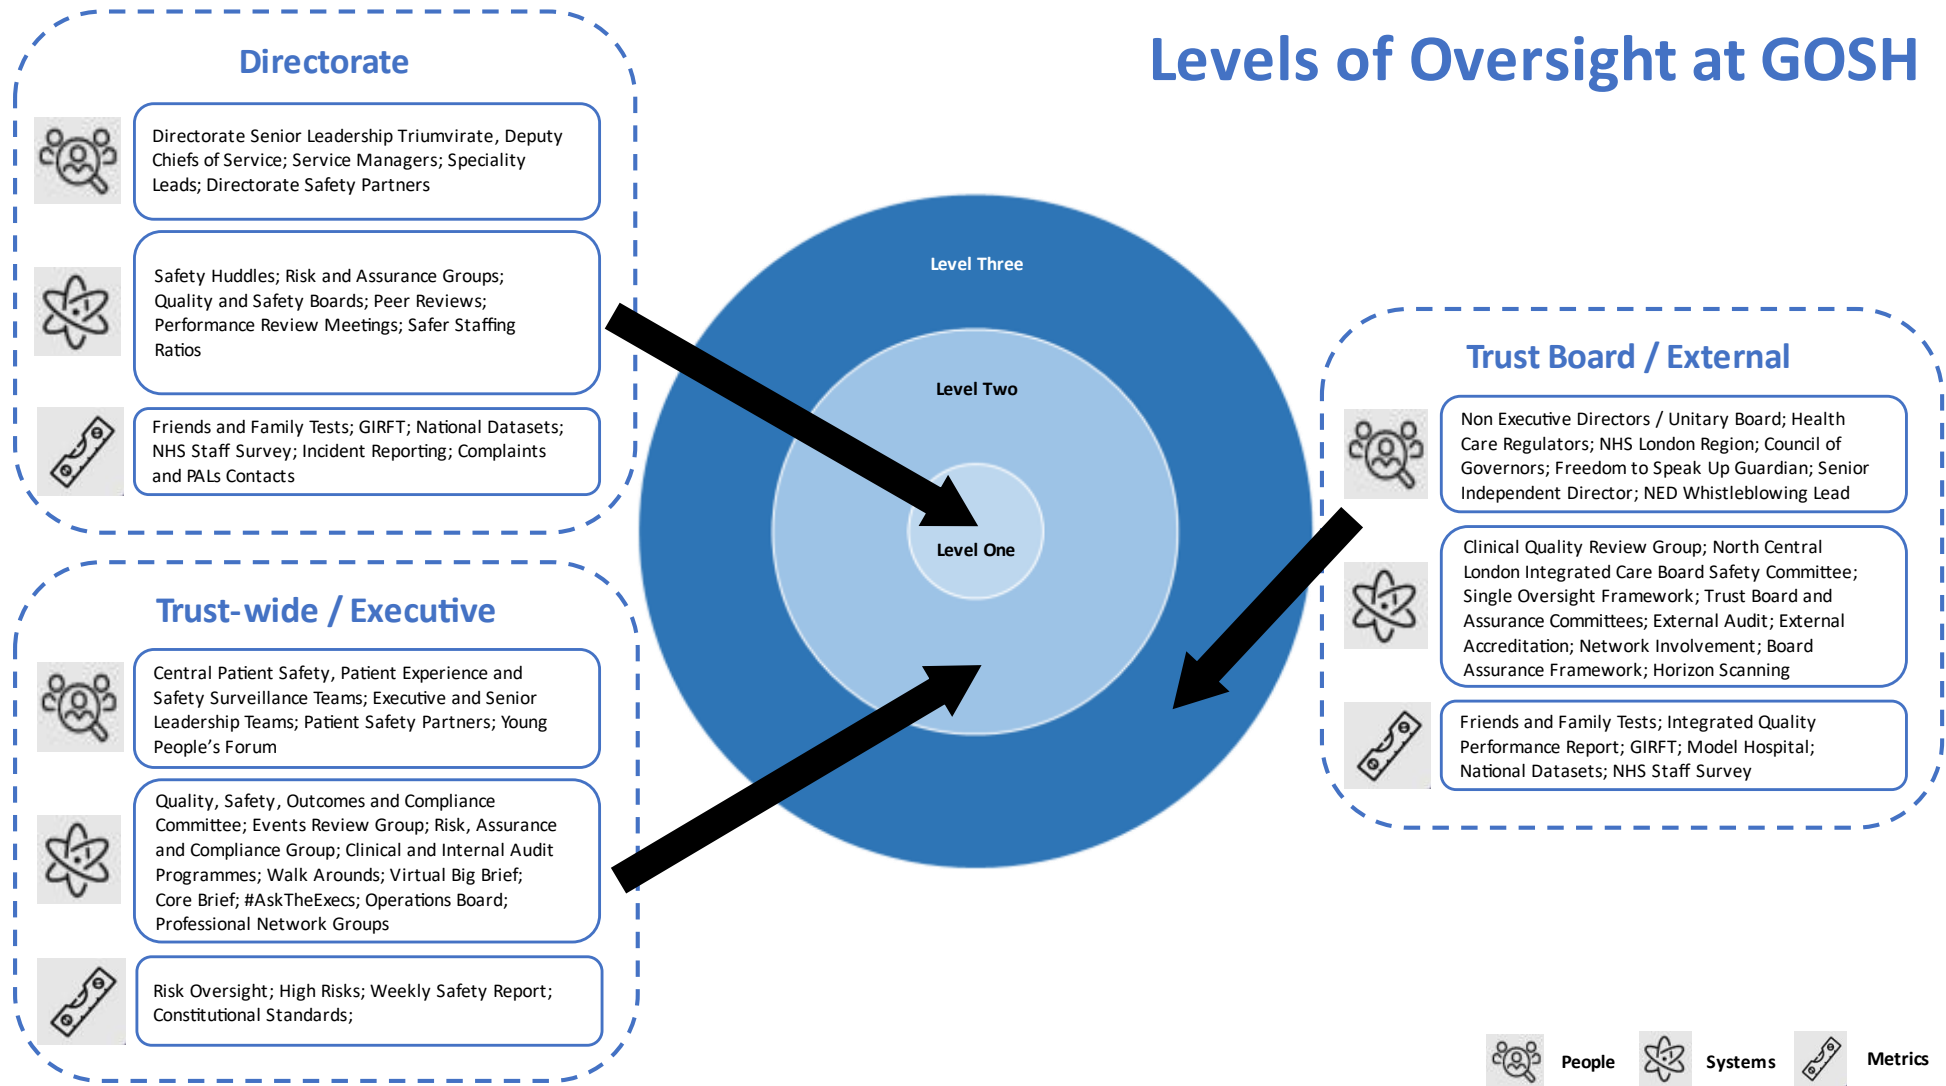 Levels of Oversight at GOSH
Directorate
Directorate Senior Leadership Triumvirate, Deputy
Chiefs of Service; Service Managers; Speciality
Leads; Directorate Safety Partners
Safety Huddles; Risk and Assurance Groups;
Quality and Safety Boards; Peer Reviews;
Performance Review Meetings; Safer Staffing
Ratios
Friends and Family Tests; GIRFT; National Datasets;
NHS Staff Survey; Incident Reporting; Complaints
and PALs Contacts
Trust-wide / Executive
Central Patient Safety, Patient Experience and
Safety Surveillance Teams; Executive and Senior
Leadership Teams; Patient Safety Partners; Young
People’s Forum
Quality, Safety, Outcomes and Compliance
Committee; Events Review Group; Risk, Assurance
and Compliance Group; Clinical and Internal Audit
Programmes; Walk Arounds; Virtual Big Brief;
Core Brief; #AskTheExecs; Operations Board;
Professional Network Groups
Risk Oversight; High Risks; Weekly Safety Report;
Constitutional Standards;
Level Three
Level Two
Level One
Trust Board / External
Non Executive Directors / Unitary Board; Health
Care Regulators; NHS London Region; Council of
Governors; Freedom to Speak Up Guardian; Senior
Independent Director; NED Whistleblowing Lead
Clinical Quality Review Group; North Central
London Integrated Care Board Safety Committee;
Single Oversight Framework; Trust Board and
Assurance Committees; External Audit; External
Accreditation; Network Involvement; Board
Assurance Framework; Horizon Scanning
Friends and Family Tests; Integrated Quality
Performance Report; GIRFT; Model Hospital;
National Datasets; NHS Staff Survey
People
Systems
Metrics